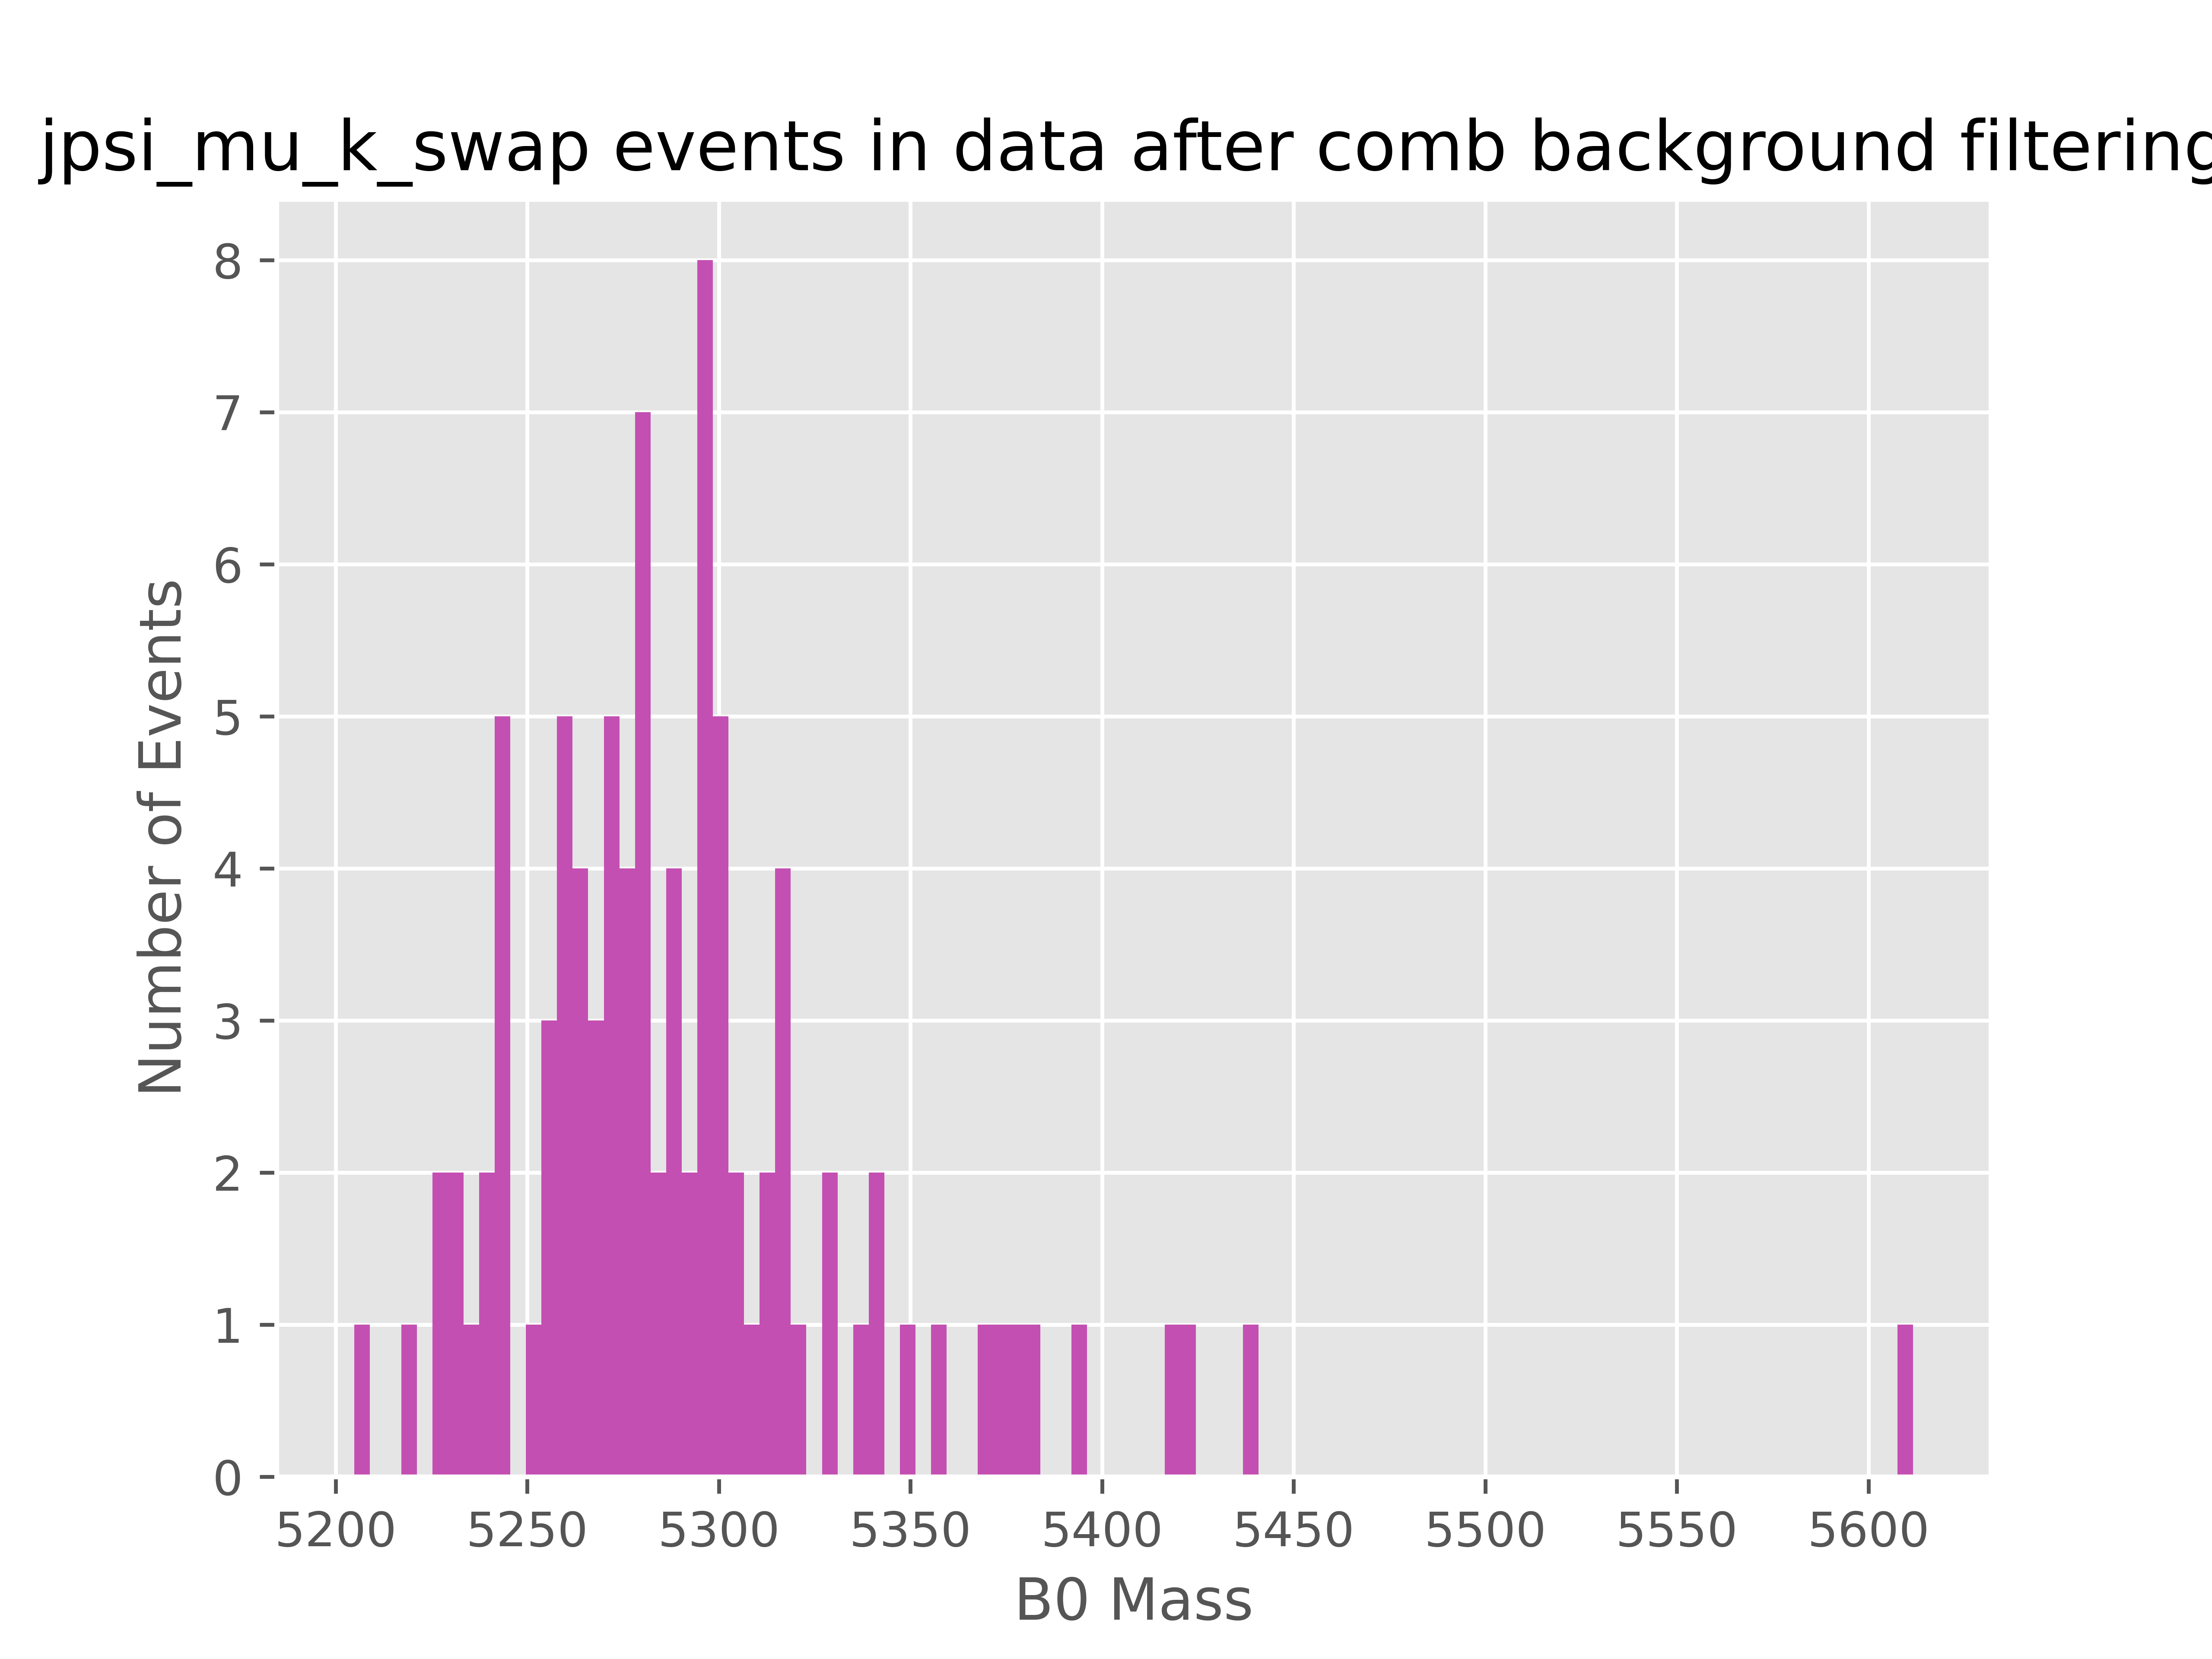 jpsi_mu_k_swap events in data after comb background filtering
8
7
6
5
4
3
2
1
0
Number of Events
5200 5250 5300 5350 5400 5450 5500 5550 5600
B0 Mass